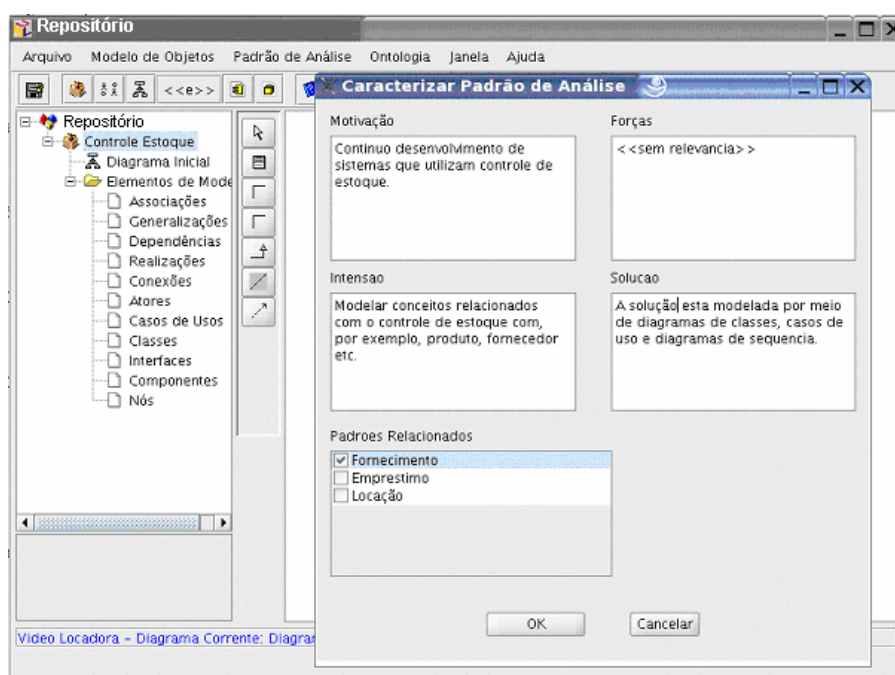 Repositório
Arquivo Modelo de Objetos Padrão de Análise Ontologia Janela Ajuda
<<e>>
Repositório
Controle Estoque
Diagrama Inicial
Elementos de Mode
Associações
Generalizações
Dependências
Realizações
Conexões
Atores
Casos de Usos
Classes
Interfaces
Componentes
Nós
Video Locadora - Diagrama Corrente: Diagra
Caracterizar Padrão de Análise
Motivação
Continuo desenvolvimento de
sistemas que utilizam controle de
estoque.
Forças
<<sem relevancia>>
Intensao
Modelar conceitos relacionados
com o controle de estoque com,
por exemplo, produto, fornecedor
etc.
Solucao
A solução esta modelada por meio
de diagramas de classes, casos de
uso e diagramas de sequencia.
Padroes Relacionados
Fornecimento
Emprestimo
Locação
OK
Cancelar